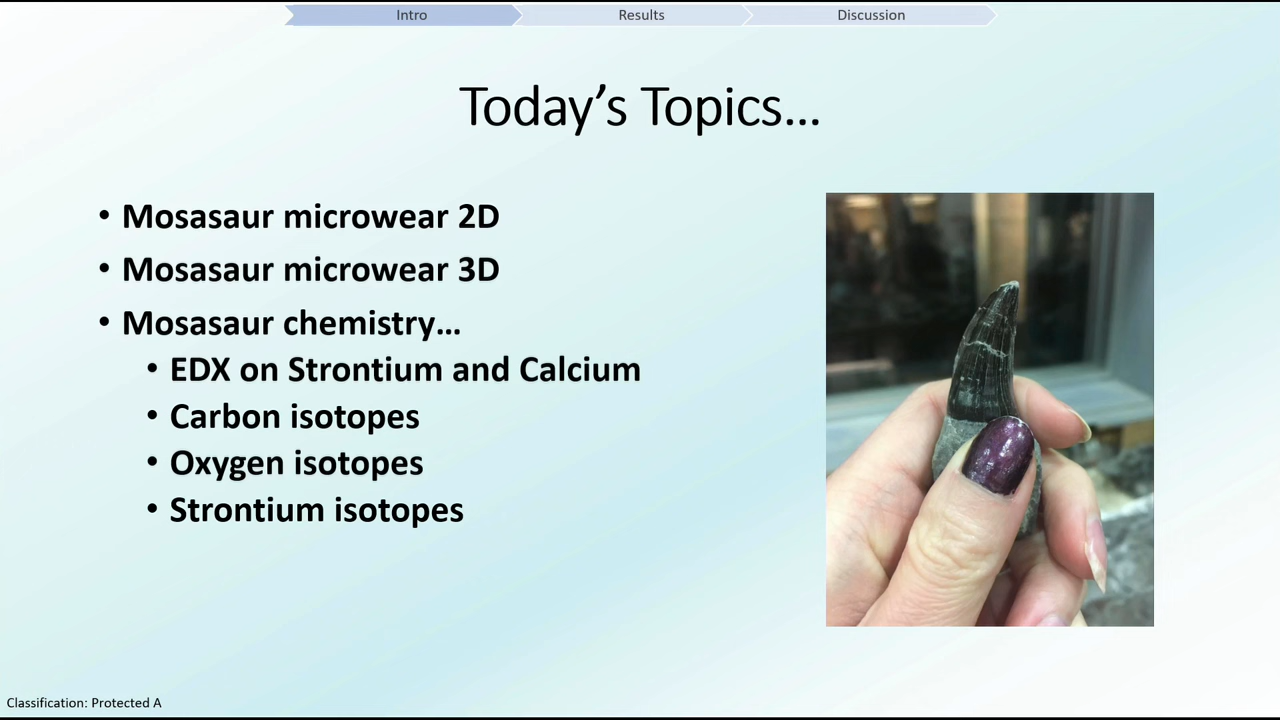 Intro
Results
Discussion
Today’s Topics…
• Mosasaur microwear 2D
• Mosasaur microwear 3D
• Mosasaur chemistry…
• EDX on Strontium and Calcium
• Carbon isotopes
• Oxygen isotopes
• Strontium isotopes
Classification: Protected A